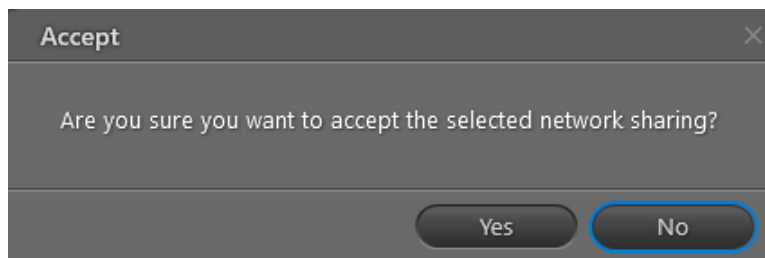 Accept
Are you sure you want to accept the selected network sharing?
Yes No